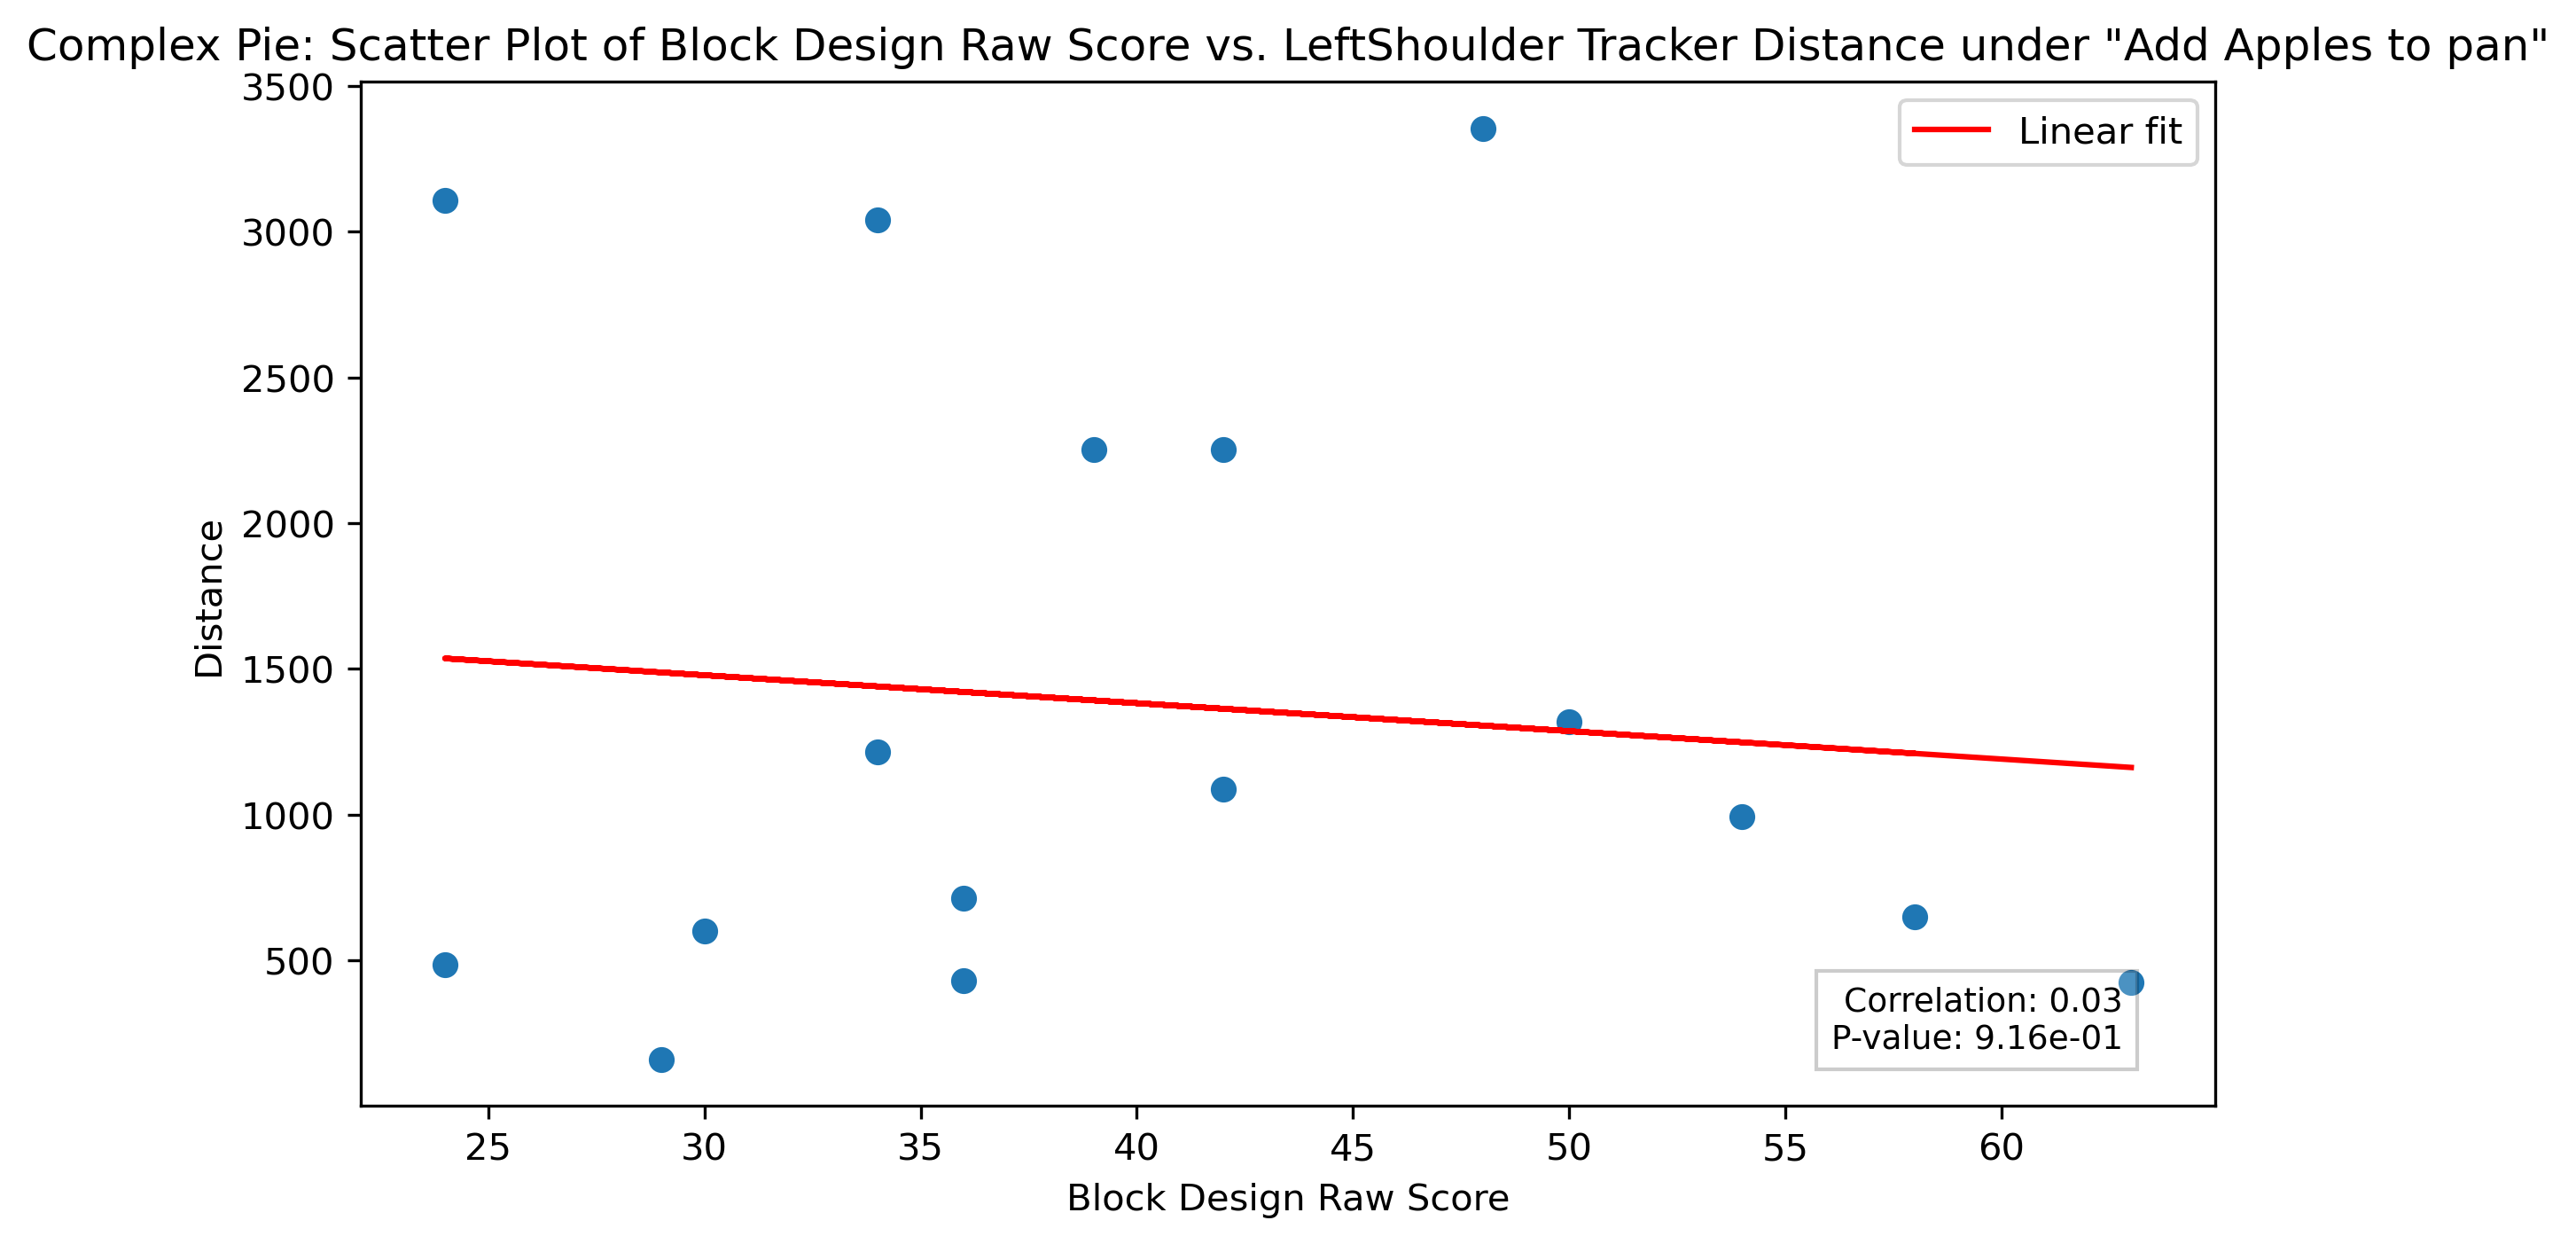 Complex Pie: Scatter Plot of Block Design Raw Score vs. LeftShoulder Tracker Distance under "Add Apples to pan"
3500
3000
2500
2000
1500
1000
500
Distance
Linear fit
Correlation: 0.03
P-value: 9.16e-01
25 30 35 40 45 50 55 60
Block Design Raw Score